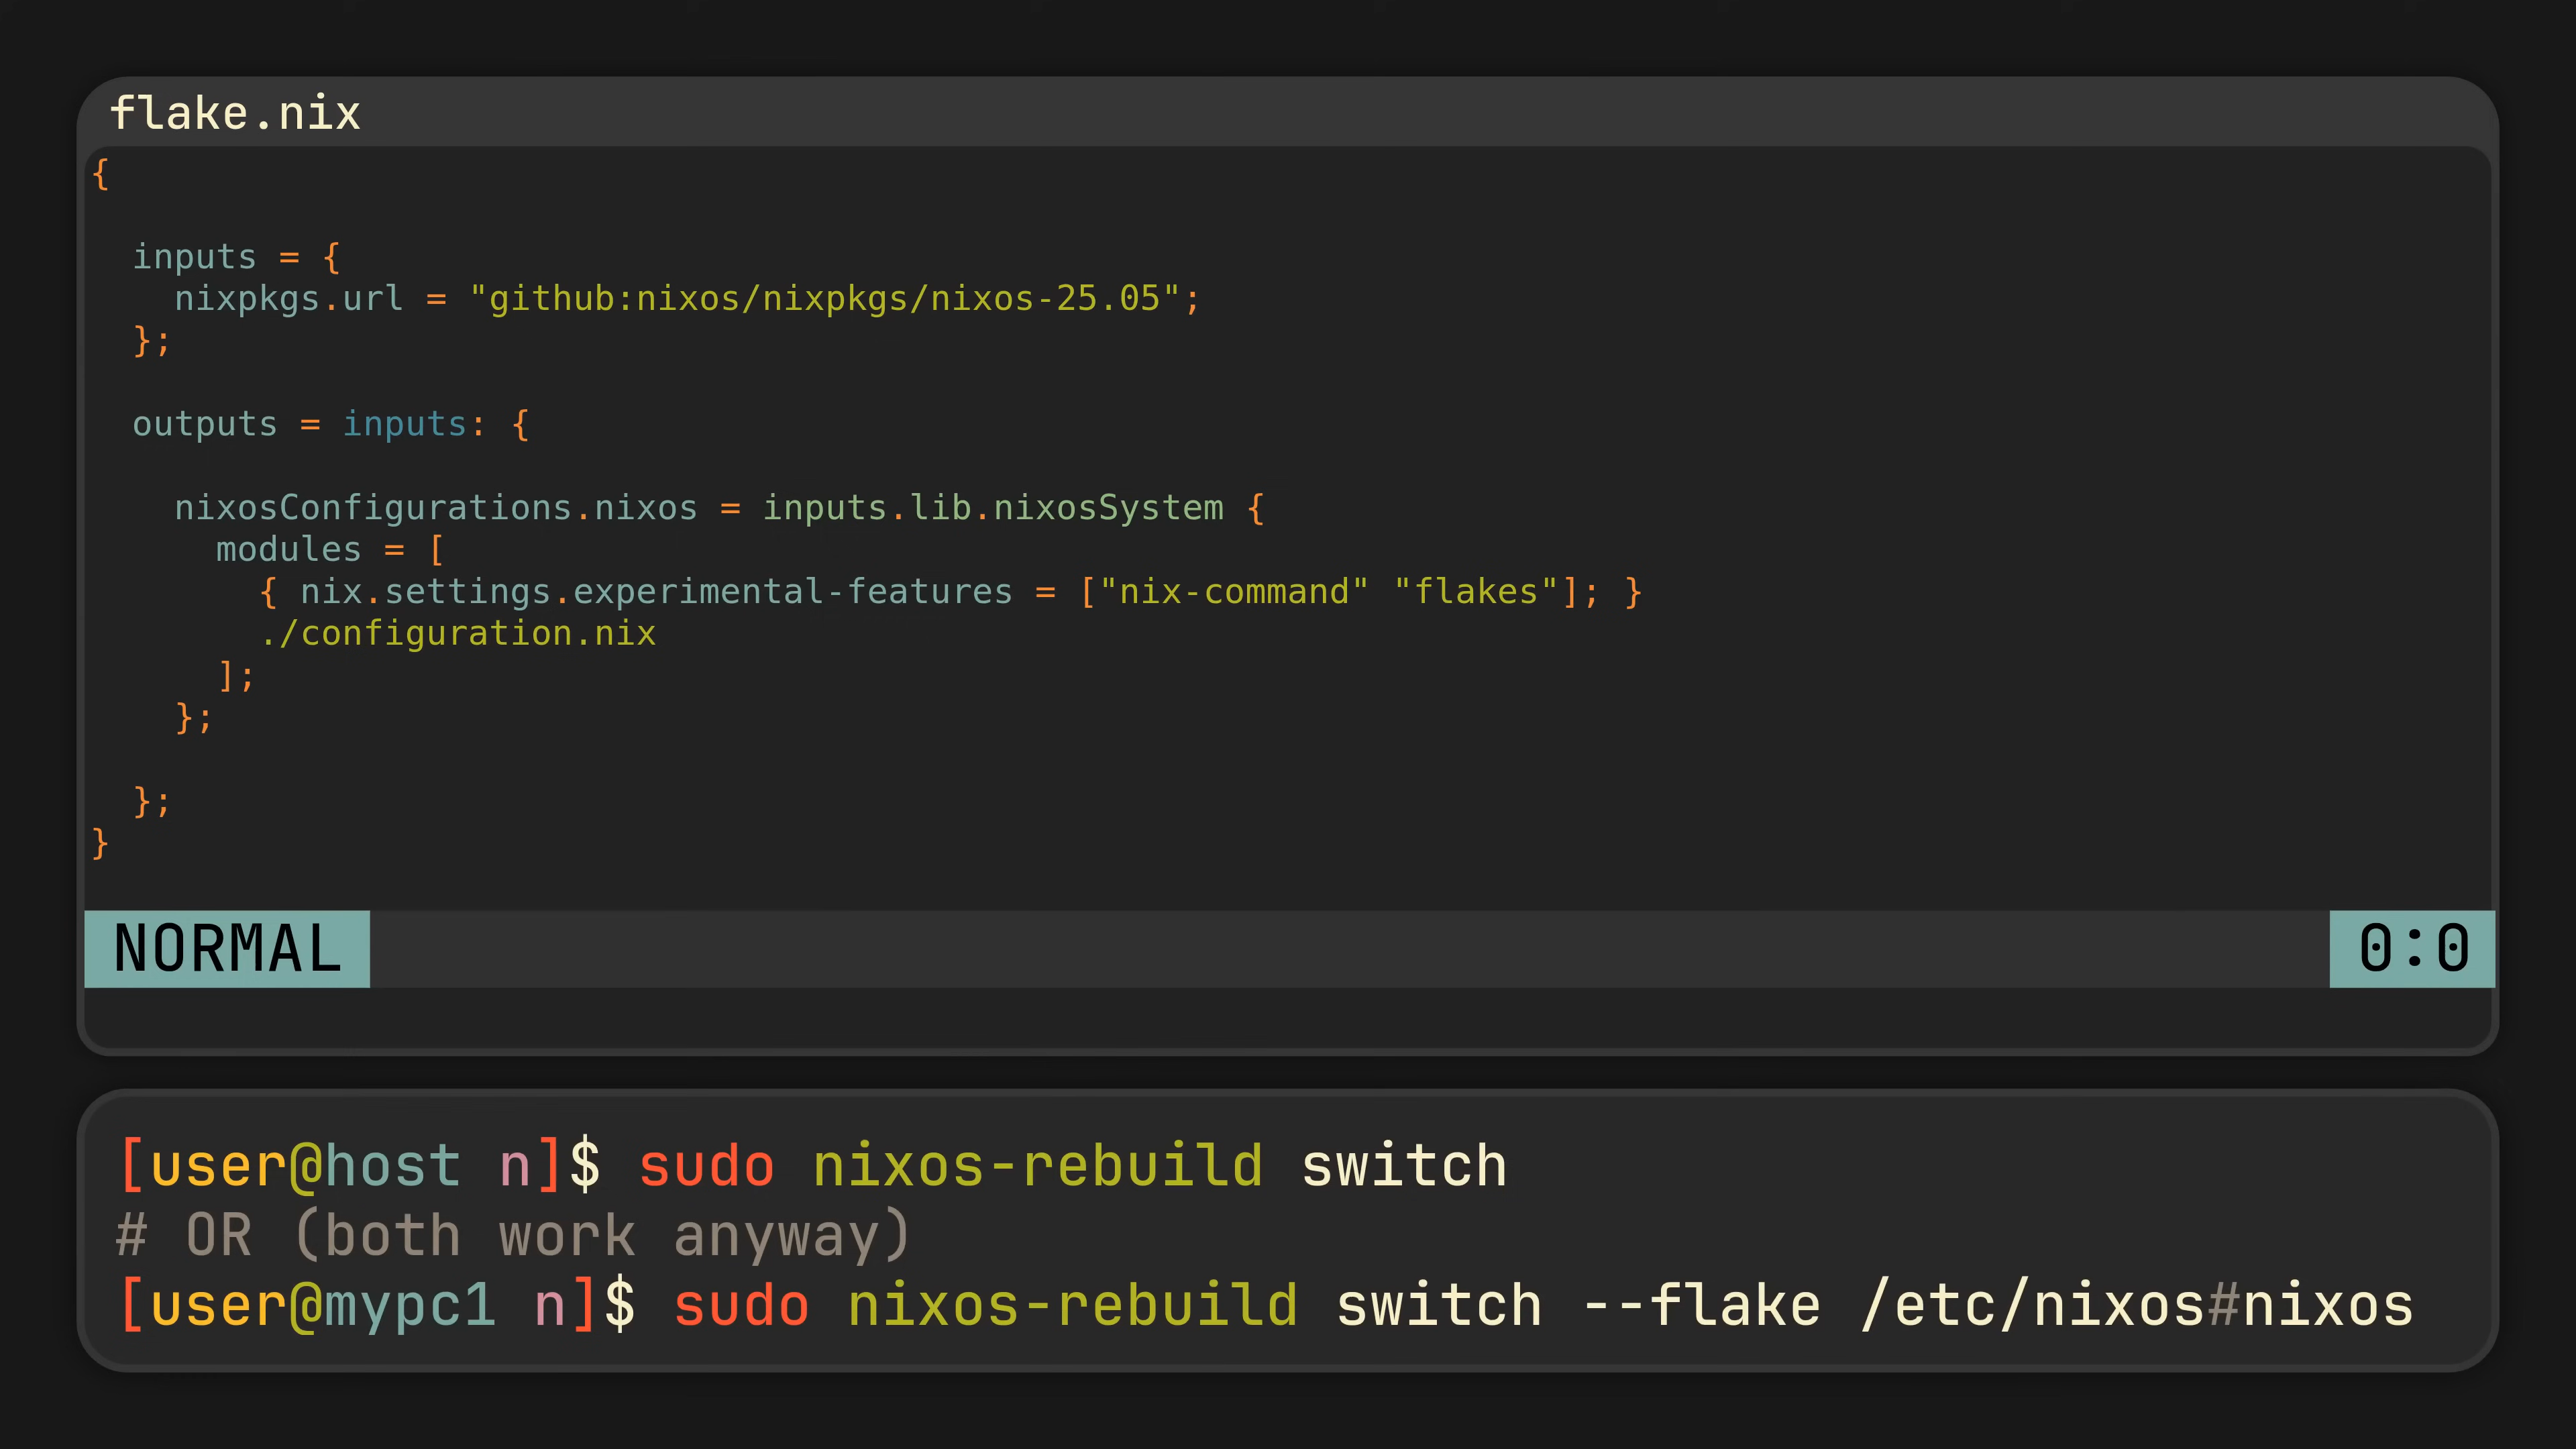 flake.nix
{
inputs = {
nixpkgs.url = "github:nixos/nixpkgs/nixos-25.05";
};
outputs = inputs: {
nixosConfigurations.nixos = inputs.lib.nixosSystem {
modules = [
{ nix.settings.experimental-features = ["nix-command" "flakes"]; }
./configuration.nix
];
};
};
}
NORMAL 0:0
[user@host n]$ sudo nixos-rebuild switch
# OR (both work anyway)
[user@mypc1 n]$ sudo nixos-rebuild switch --flake /etc/nixos#nixos